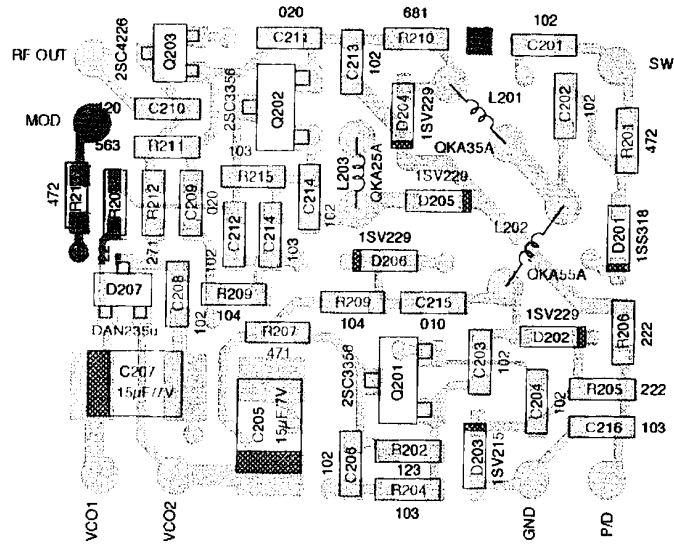 020
681
102
2SC4226
Q203
C211
R210
C201
RF OUT
2SC3356
Q202
C213
102
L201
SW
MOD
C210
D204
1SV229
C202
102
R201
472
563
R211
103
L203
QKA25A
QKA35A
472
R215
1SV229
R212
C209
020
C214
102
D205
L202
D201
1SS318
C212
C214
103
271
102
1SV229
D206
QKA55A
D207
C208
R209
104
R209
104
C215
010
1SV229
D202
R206
222
DAN235u
102
R207
471
2SC3356
Q201
C203
102
C207
15μF/7V
C205
15μF/7V
C204
102
R205
222
C216
103
102
C206
R202
123
D203
1SV215
R204
103
VCO1
VCO2
GND
P/D